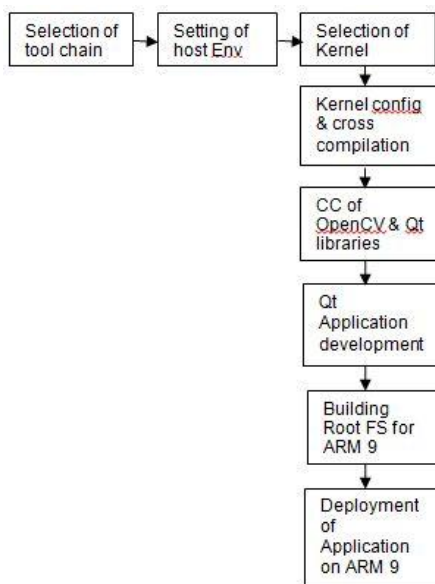 Selection of
tool chain
Setting of
host Env
Selection of
Kernel
Kernel config
& cross
compilation
CC of
OpenCV & Qt
libraries
Qt
Application
development
Building
Root FS for
ARM 9
Deployment
of
Application
on ARM 9